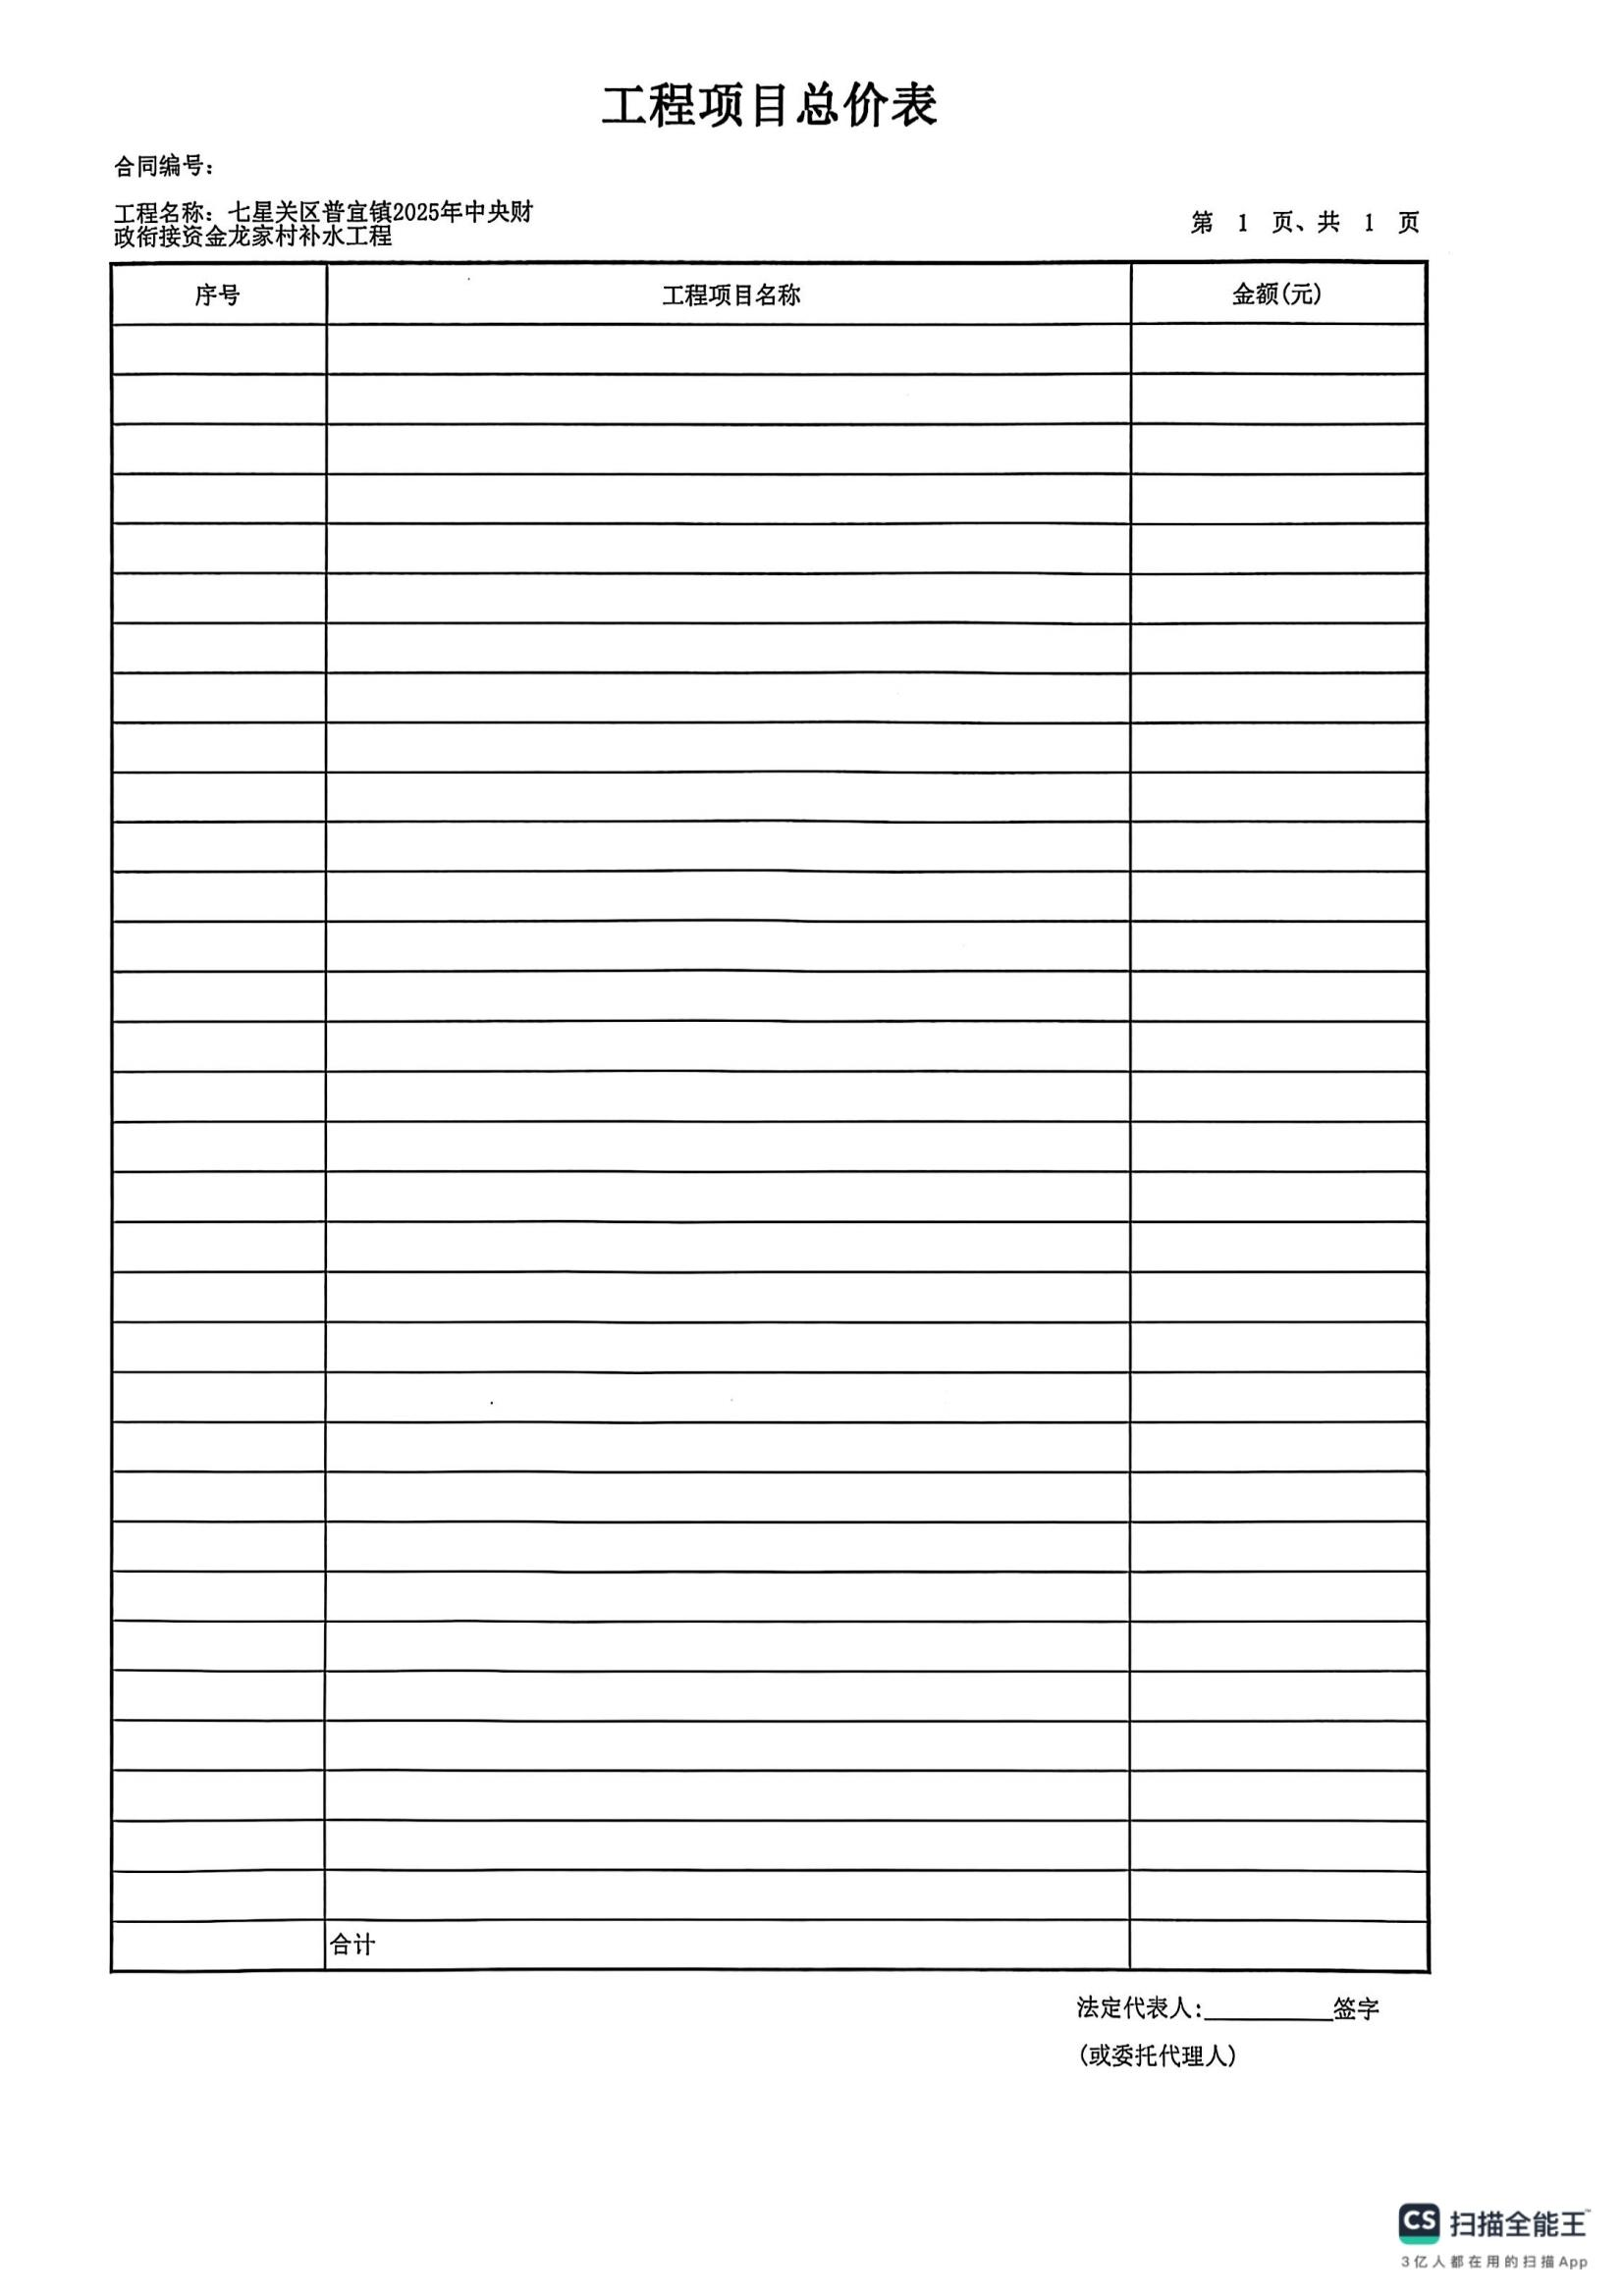 工程项目总价表
合同编号：
工程名称：七星关区普宜镇2025年中央财
政衔接资金龙家村补水工程
第 1 页、共 1 页
序号 工程项目名称 金额(元)
合计
法定代表人： 签字
(或委托代理人)
CS 扫描全能王™
3亿人都在用的扫描App